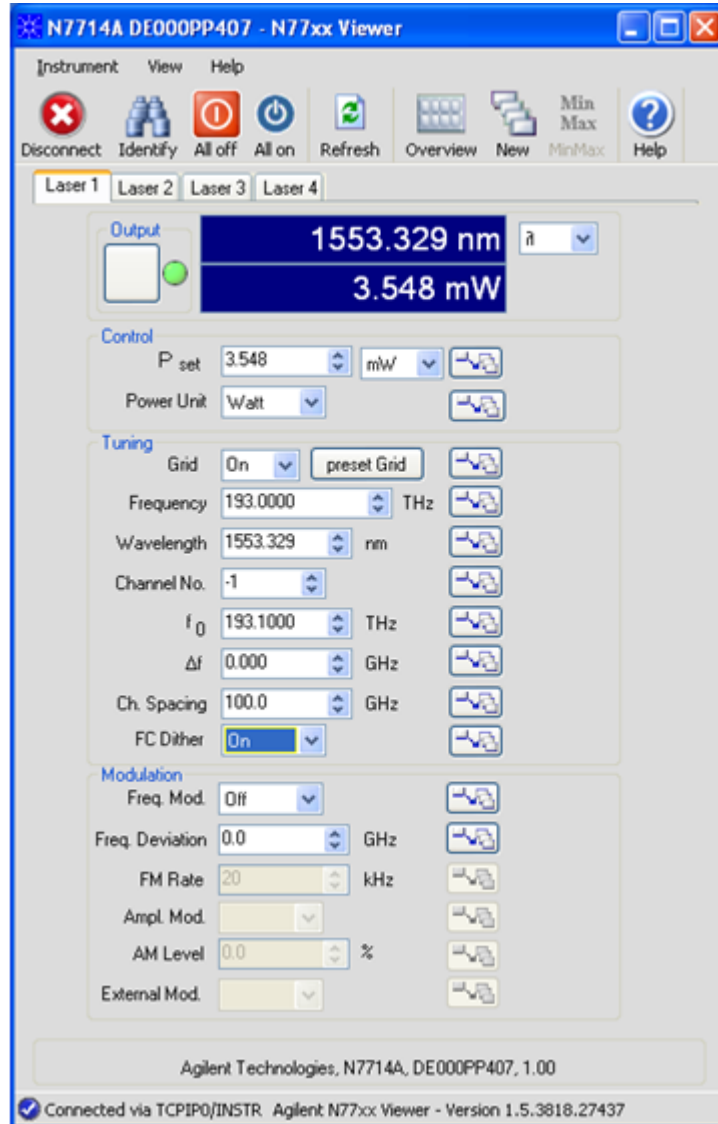 N7714A DE000PP407 - N77xx Viewer
Instrument View Help
Disconnect Identify All off All on Refresh Overview New Min Max MinMax Help
Laser 1 Laser 2 Laser 3 Laser 4
Output
1553.329 nm λ
3.548 mW
Control
P set 3.548 mW
Power Unit Watt
Tuning
Grid On preset Grid
Frequency 193.0000 THz
Wavelength 1553.329 nm
Channel No. -1
f0 193.1000 THz
Δf 0.000 GHz
Ch. Spacing 100.0 GHz
FC Dither On
Modulation
Freq. Mod. Off
Freq. Deviation 0.0 GHz
FM Rate 20 kHz
Ampl. Mod.
AM Level 0.0 %
External Mod.
Agilent Technologies, N7714A, DE000PP407, 1.00
Connected via TCPIP0/INSTR Agilent N77xx Viewer - Version 1.5.3818.27437